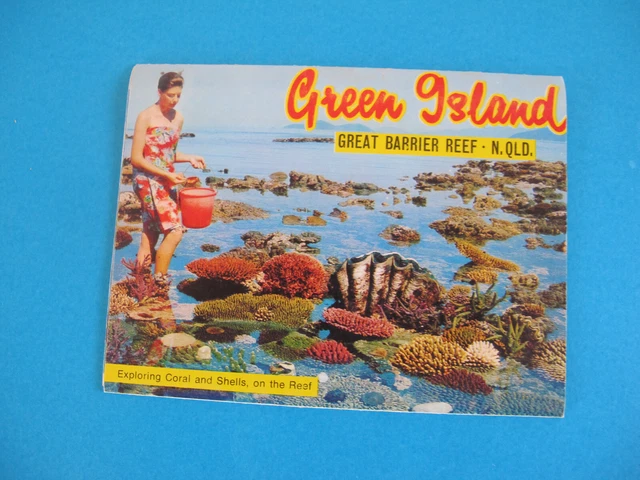 Green Island
GREAT BARRIER REEF · N.QLD.
Exploring Coral and Shells, on the Reef